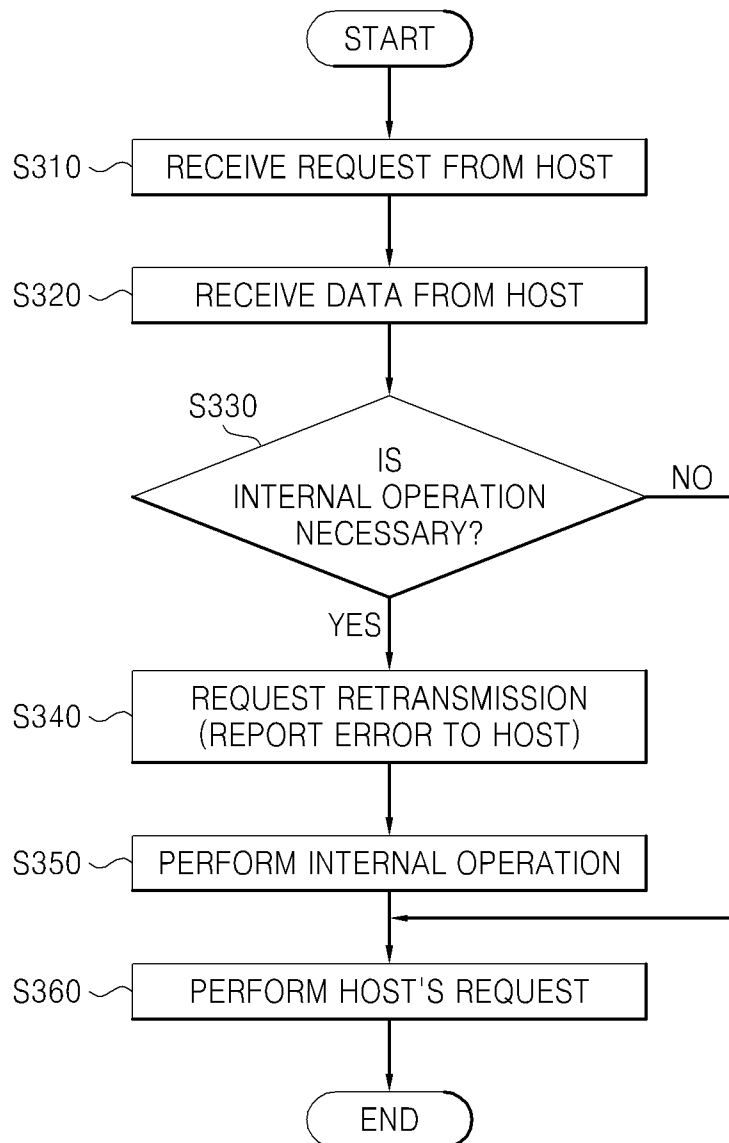 START
S310
RECEIVE REQUEST FROM HOST
S320
RECEIVE DATA FROM HOST
S330
IS
INTERNAL OPERATION
NECESSARY?
NO
YES
S340
REQUEST RETRANSMISSION
(REPORT ERROR TO HOST)
S350
PERFORM INTERNAL OPERATION
S360
PERFORM HOST'S REQUEST
END